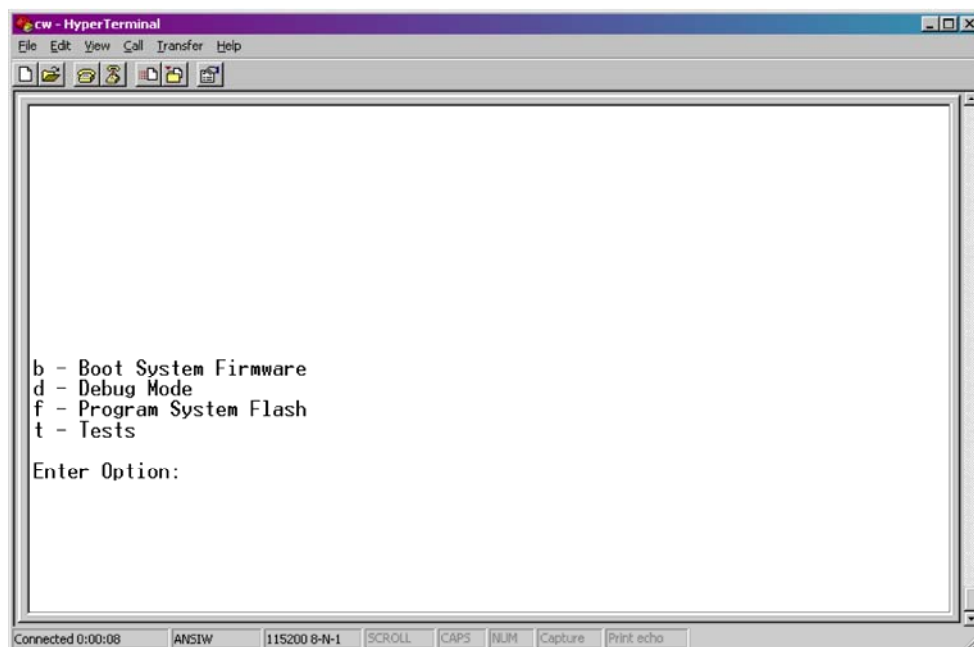 cw - HyperTerminal
File Edit View Call Transfer Help
b - Boot System Firmware
d - Debug Mode
f - Program System Flash
t - Tests
Enter Option:
Connected 0:00:08 ANSIW 115200 8-N-1 SCROLL CAPS NUM Capture Print echo